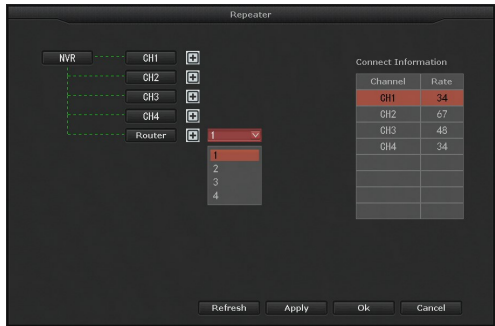 Repeater
NVR CH1
CH2
CH3
CH4
Router 1
1
2
3
4
Connect Information
Channel Rate
CH1 34
CH2 67
CH3 48
CH4 34
Refresh Apply Ok Cancel